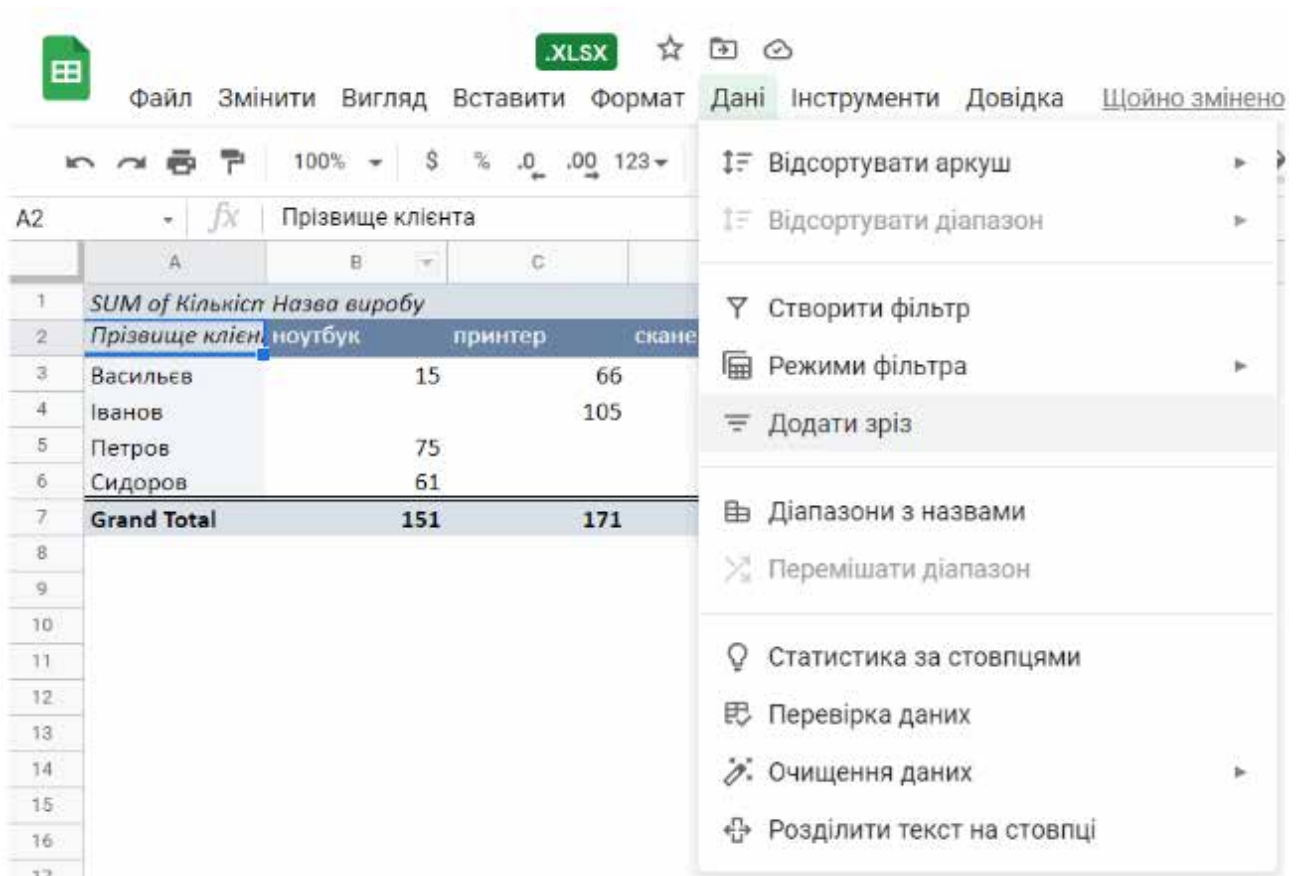 .XLSX
Файл Змінити Вигляд Вставити Формат Дані Інструменти Довідка Щойно змінено
100% $ % .0 .00 123
A2 fx Прізвище клієнта
A B C
1 SUM of Кількіст Назва виробу
2 Прізвище клієн ноутбук принтер скане
3 Васильєв 15 66
4 Іванов 105
5 Петров 75
6 Сидоров 61
7 Grand Total 151 171
8
9
10
11
12
13
14
15
16
17
Відсортувати аркуш
Відсортувати діапазон
Створити фільтр
Режими фільтра
Додати зріз
Діапазони з назвами
Перемішати діапазон
Статистика за стовпцями
Перевірка даних
Очищення даних
Розділити текст на стовпці